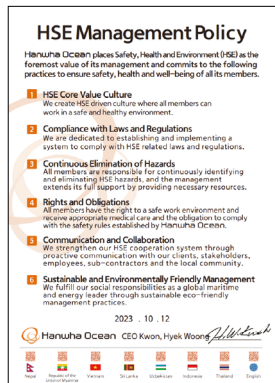 HSE Management Policy
Hanwha Ocean places Safety, Health and Environment (HSE) as the
foremost value of its management and commits to the following
practices to ensure safety, health and well-being of all its members.
1 HSE Core Value Culture
We create HSE driven culture where all members can
work in a safe and healthy environment.
2 Compliance with Laws and Regulations
We are dedicated to establishing and implementing a
system to comply with HSE related laws and regulations.
3 Continuous Elimination of Hazards
All members are responsible for continuously identifying
and eliminating HSE hazards, and the management
extends its full support by providing necessary resources.
4 Rights and Obligations
All members have the right to a safe work environment and
receive appropriate medical care and the obligation to comply
with the safety rules established by Hanwha Ocean.
5 Communication and Collaboration
We strengthen our HSE cooperation system through
proactive communication with our clients, stakeholders,
employees, sub-contractors and the local community.
6 Sustainable and Environmentally Friendly Management
We fulfill our social responsibilities as a global maritime
and energy leader through sustainable eco-friendly
management practices.
2023 . 10 . 12
Hanwha Ocean CEO Kwon, Hyek Woong
Nepal
Republic of the
Union of Myanmar
Vietnam
Sri Lanka
Uzbekistan
Indonesia
Thailand
English